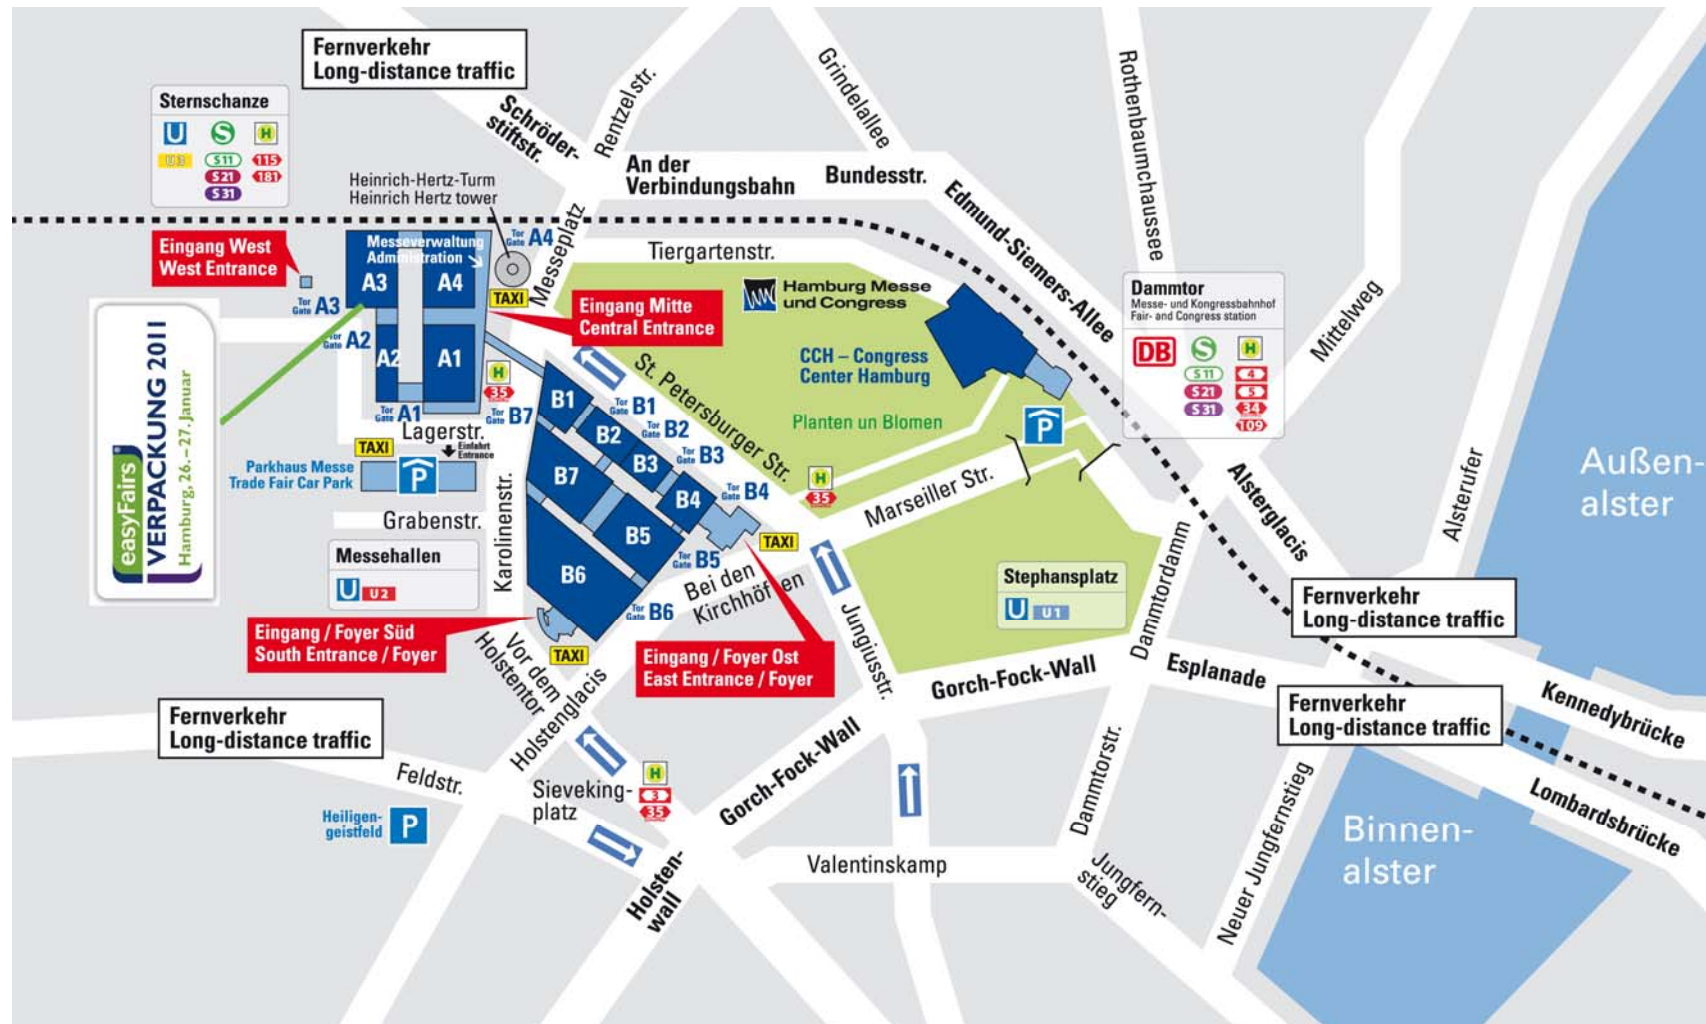 Fernverkehr
Long-distance traffic
Sternschanze
U
S
H
U3
S11
115
S21
181
S31
Schröder-
stiftstr.
Rentzelstr.
Grindelallee
Rothenbaumchaussee
An der
Verbindungsbahn
Bundesstr.
Edmund-Siemers-Allee
Heinrich-Hertz-Turm
Heinrich Hertz tower
Messeplatz
Tiergartenstr.
Eingang West
West Entrance
Messeverwaltung
Administration
Tor
Gate A4
A3
A4
TAXI
Tor
Gate A3
Eingang Mitte
Central Entrance
Hamburg Messe
und Congress
CCH – Congress
Center Hamburg
Planten un Blomen
P
Dammtor
Messe- und Kongressbahnhof
Fair- and Congress station
DB
S
H
S11
4
S21
5
S31
34
109
Mittelweg
Alsterufer
Außen-
alster
easyFairs
VERPACKUNG 2011
Hamburg, 26. – 27. Januar
Tor
Gate A2
A2
A1
H
35
Tor
Gate A1
Tor
Gate B7
Lagerstr.
TAXI
Einfahrt
Entrance
Parkhaus Messe
Trade Fair Car Park
P
Grabenstr.
Karolinenstr.
Messehallen
U
U2
B1
B2
B3
B4
B7
B5
B6
Tor
Gate B1
Tor
Gate B2
Tor
Gate B3
Tor
Gate B4
Tor
Gate B5
Tor
Gate B6
St. Petersburger Str.
H
35
Marseiller Str.
TAXI
Bei den
Kirchhöfen
Jungiusstr.
Stephansplatz
U
U1
Dammtordamm
Alsterglacis
Fernverkehr
Long-distance traffic
Eingang / Foyer Süd
South Entrance / Foyer
TAXI
Eingang / Foyer Ost
East Entrance / Foyer
Vor dem
Holstentor
Holstenglacis
Gorch-Fock-Wall
Esplanade
Kennedybrücke
Fernverkehr
Long-distance traffic
Lombardsbrücke
Fernverkehr
Long-distance traffic
Feldstr.
Heiligen-
geistfeld
P
Sieveking-
platz
H
3
35
Gorch-Fock-Wall
Holsten-
wall
Valentinskamp
Dammtorstr.
Jungfern-
stieg
Neuer Jungfernstieg
Binnen-
alster